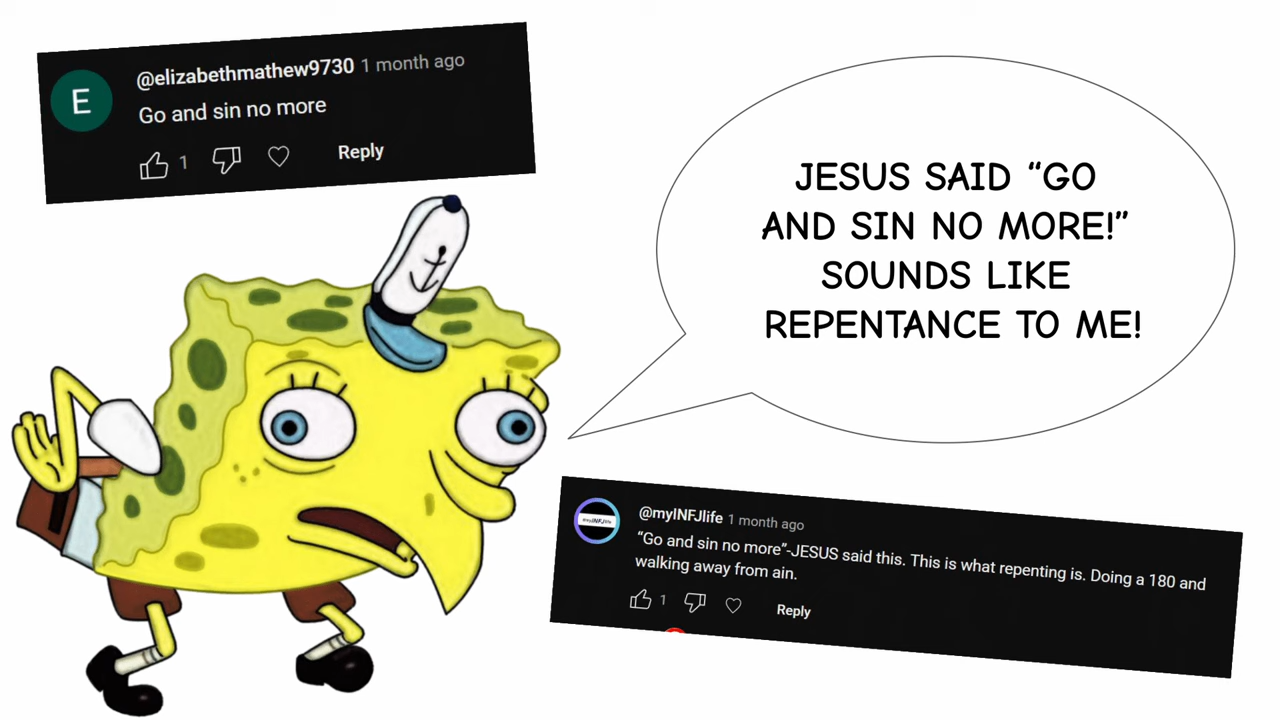 @elizabethmathew9730 1 month ago
E
Go and sin no more
1
Reply
JESUS SAID “GO
AND SIN NO MORE!”
SOUNDS LIKE
REPENTANCE TO ME!
@myINFJlife 1 month ago
@myINFJlife
“Go and sin no more”-JESUS said this. This is what repenting is. Doing a 180 and
walking away from ain.
1
Reply